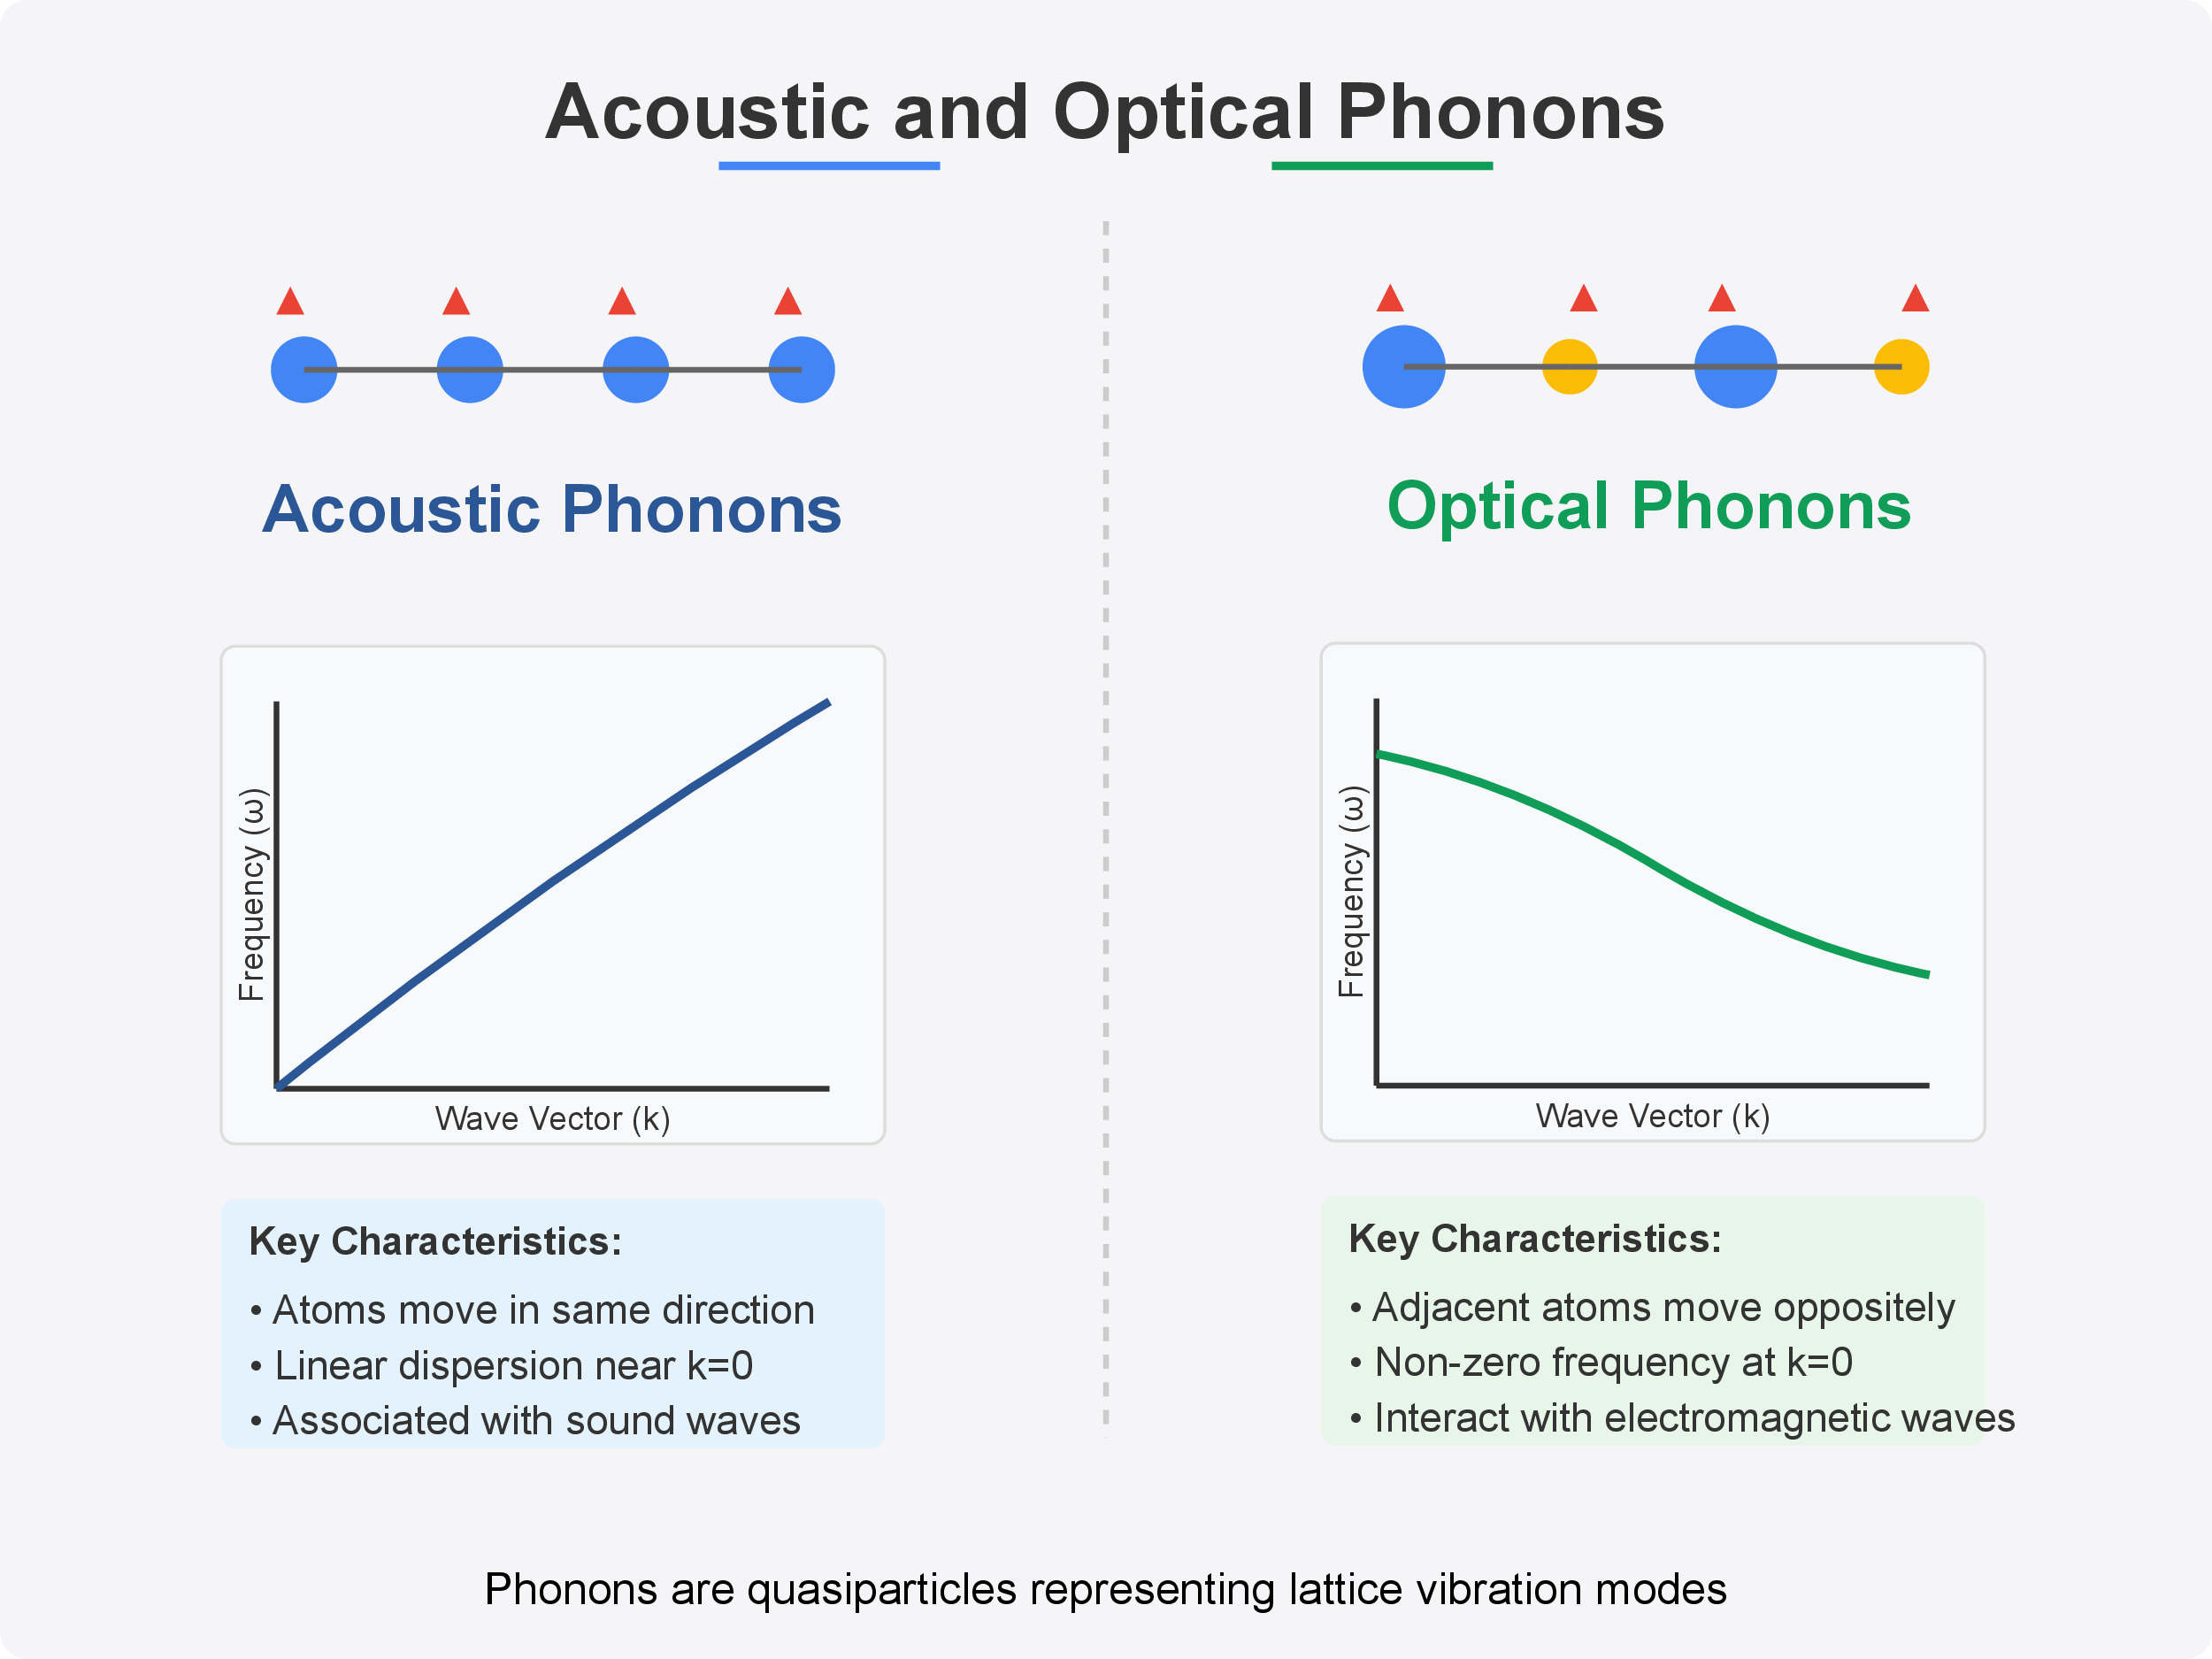 Acoustic and Optical Phonons
Acoustic Phonons
Frequency (ω)
Wave Vector (k)
Key Characteristics:
• Atoms move in same direction
• Linear dispersion near k=0
• Associated with sound waves
Optical Phonons
Frequency (ω)
Wave Vector (k)
Key Characteristics:
• Adjacent atoms move oppositely
• Non-zero frequency at k=0
• Interact with electromagnetic waves
Phonons are quasiparticles representing lattice vibration modes